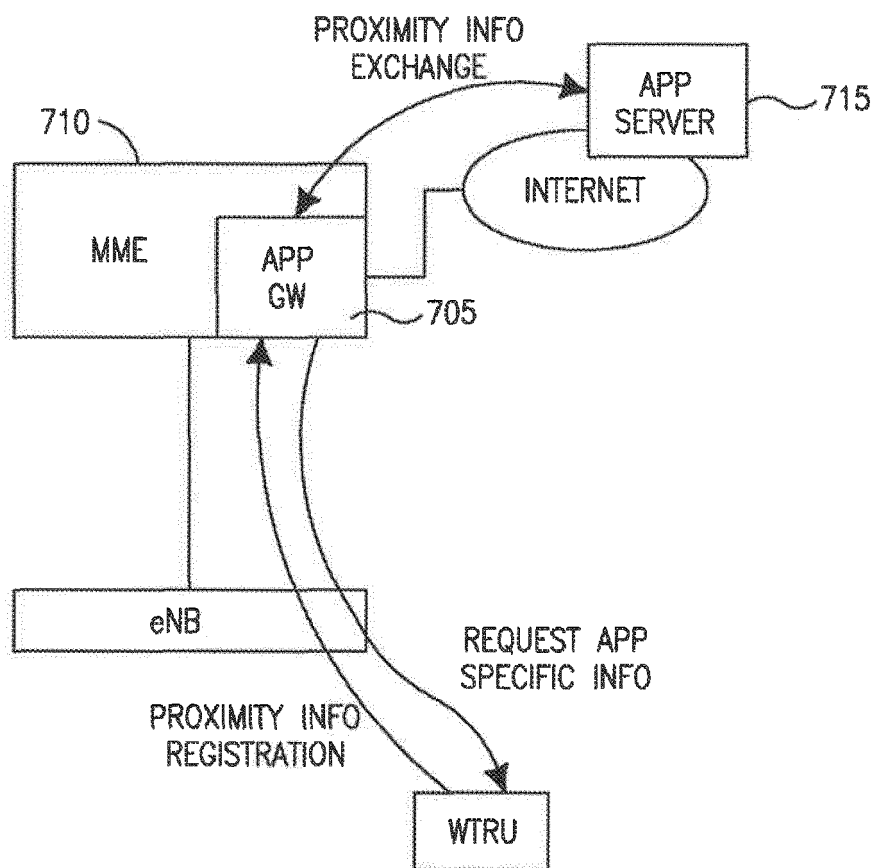 PROXIMITY INFO
EXCHANGE
APP
SERVER
715
710
INTERNET
MME
APP
GW
705
eNB
REQUEST APP
SPECIFIC INFO
PROXIMITY INFO
REGISTRATION
WTRU